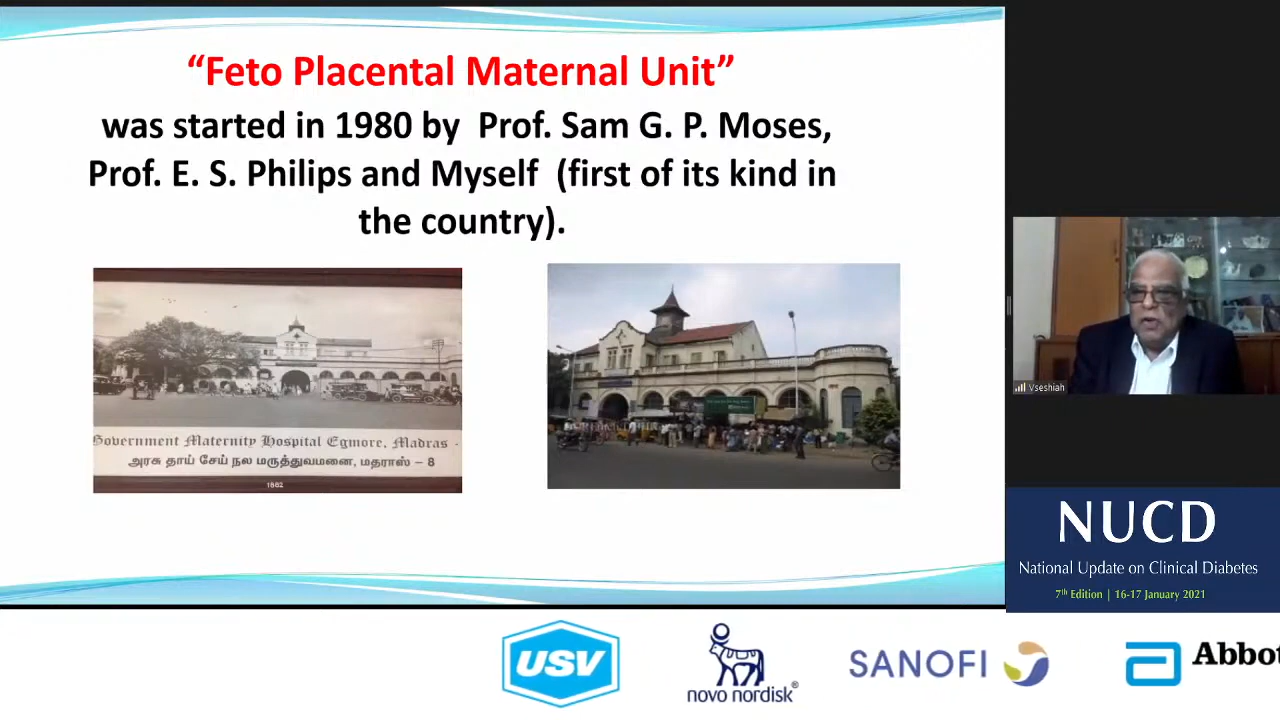 “Feto Placental Maternal Unit”
was started in 1980 by Prof. Sam G. P. Moses,
Prof. E. S. Philips and Myself (first of its kind in
the country).
Government Maternity Hospital Egmore, Madras -
அரசு தாய் சேய் நல மருத்துவமனை, மதராஸ் – 8
1882
Vseshiah
NUCD
National Update on Clinical Diabetes
7th Edition | 16-17 January 2021
USV
novo nordisk®
SANOFI
Abbot